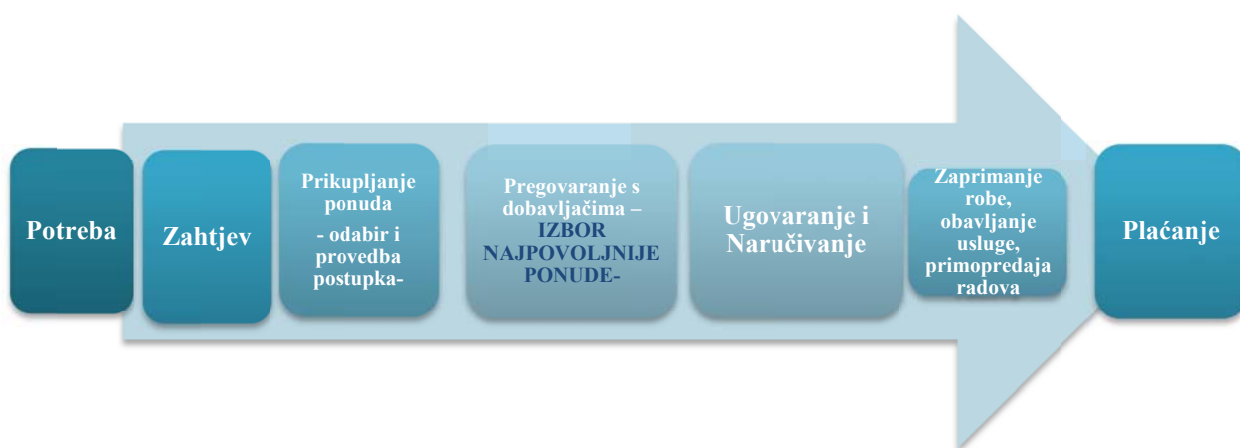 Potreba
Zahtjev
Prikupljanje
ponuda
- odabir i
provedba
postupka-
Pregovaranje s
dobavljačima –
IZBOR
NAJPOVOLJNIJE
PONUDE-
Ugovaranje i
Naručivanje
Zaprimanje
robe,
obavljanje
usluge,
primopredaja
radova
Plaćanje